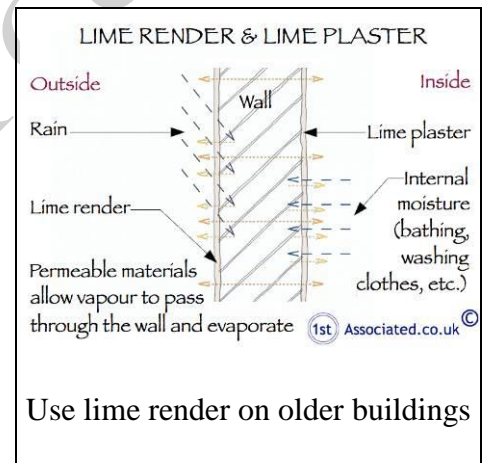 LIME RENDER & LIME PLASTER
Outside
Inside
Wall
Rain
Lime plaster
Lime render
Internal
moisture
(bathing,
washing
clothes, etc.)
Permeable materials
allow vapour to pass
through the wall and evaporate
1st Associated.co.uk ©
Use lime render on older buildings